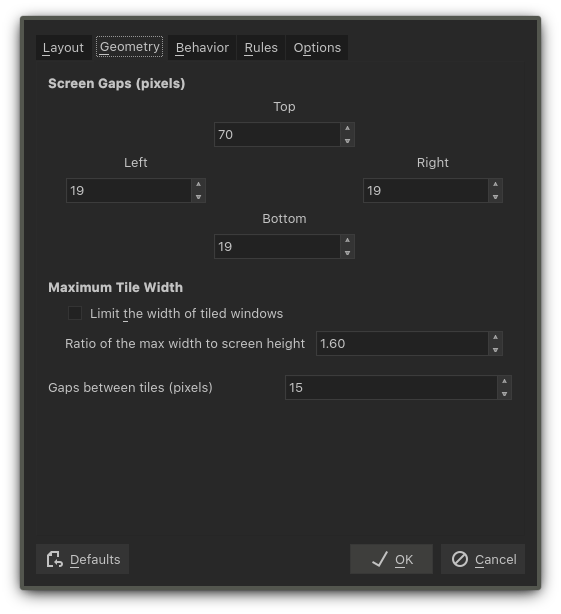 Layout Geometry Behavior Rules Options
Screen Gaps (pixels)
Top
70
Left Right
19 19
Bottom
19
Maximum Tile Width
Limit the width of tiled windows
Ratio of the max width to screen height 1.60
Gaps between tiles (pixels) 15
Defaults OK Cancel